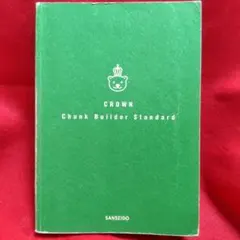 CROWN
Chunk Builder Standard
SANSEIDO